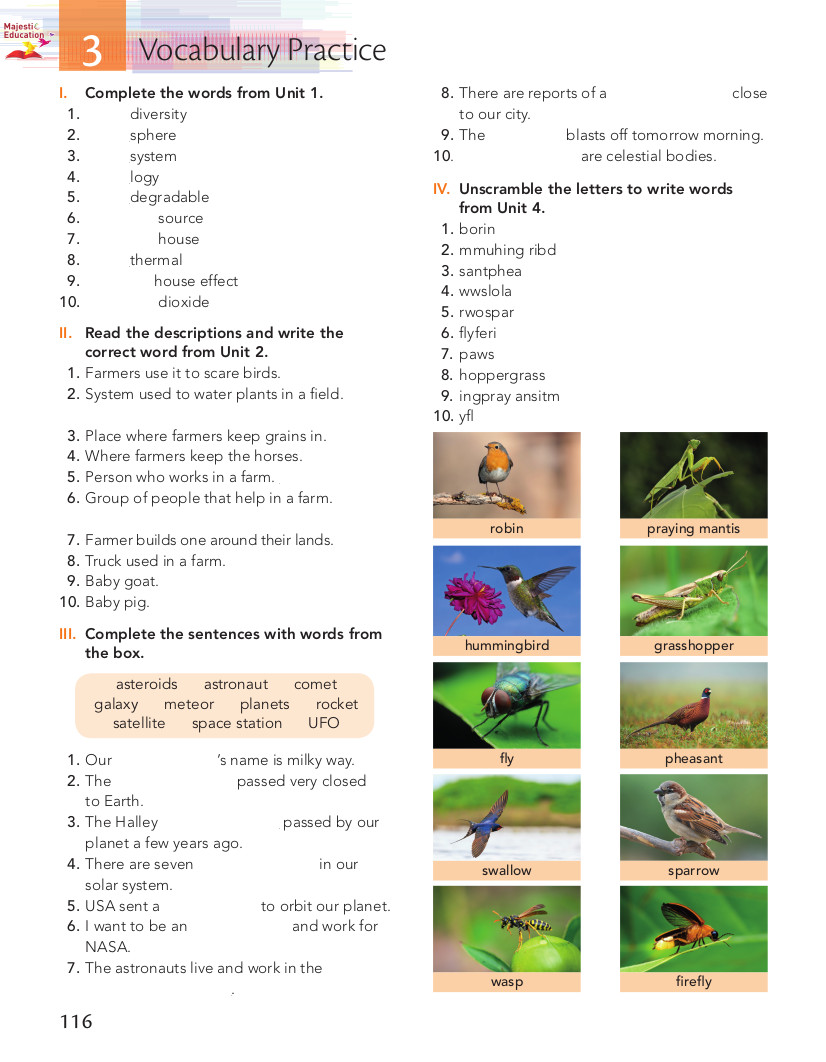 Majestic
Education
3 Vocabulary Practice
I. Complete the words from Unit 1.
1. diversity
2. sphere
3. system
4. logy
5. degradable
6. source
7. house
8. thermal
9. house effect
10. dioxide
II. Read the descriptions and write the
correct word from Unit 2.
1. Farmers use it to scare birds.
2. System used to water plants in a field.
3. Place where farmers keep grains in.
4. Where farmers keep the horses.
5. Person who works in a farm.
6. Group of people that help in a farm.
7. Farmer builds one around their lands.
8. Truck used in a farm.
9. Baby goat.
10. Baby pig.
III. Complete the sentences with words from
the box.
asteroids astronaut comet
galaxy meteor planets rocket
satellite space station UFO
1. Our 's name is milky way.
2. The passed very closed
to Earth.
3. The Halley passed by our
planet a few years ago.
4. There are seven in our
solar system.
5. USA sent a to orbit our planet.
6. I want to be an and work for
NASA.
7. The astronauts live and work in the
.
8. There are reports of a close
to our city.
9. The blasts off tomorrow morning.
10. are celestial bodies.
IV. Unscramble the letters to write words
from Unit 4.
1. borin
2. mmuhing ribd
3. santphea
4. wwslola
5. rwospar
6. flyferi
7. paws
8. hoppergrass
9. ingpray ansitm
10. yfl
robin praying mantis
hummingbird grasshopper
fly pheasant
swallow sparrow
wasp firefly
116